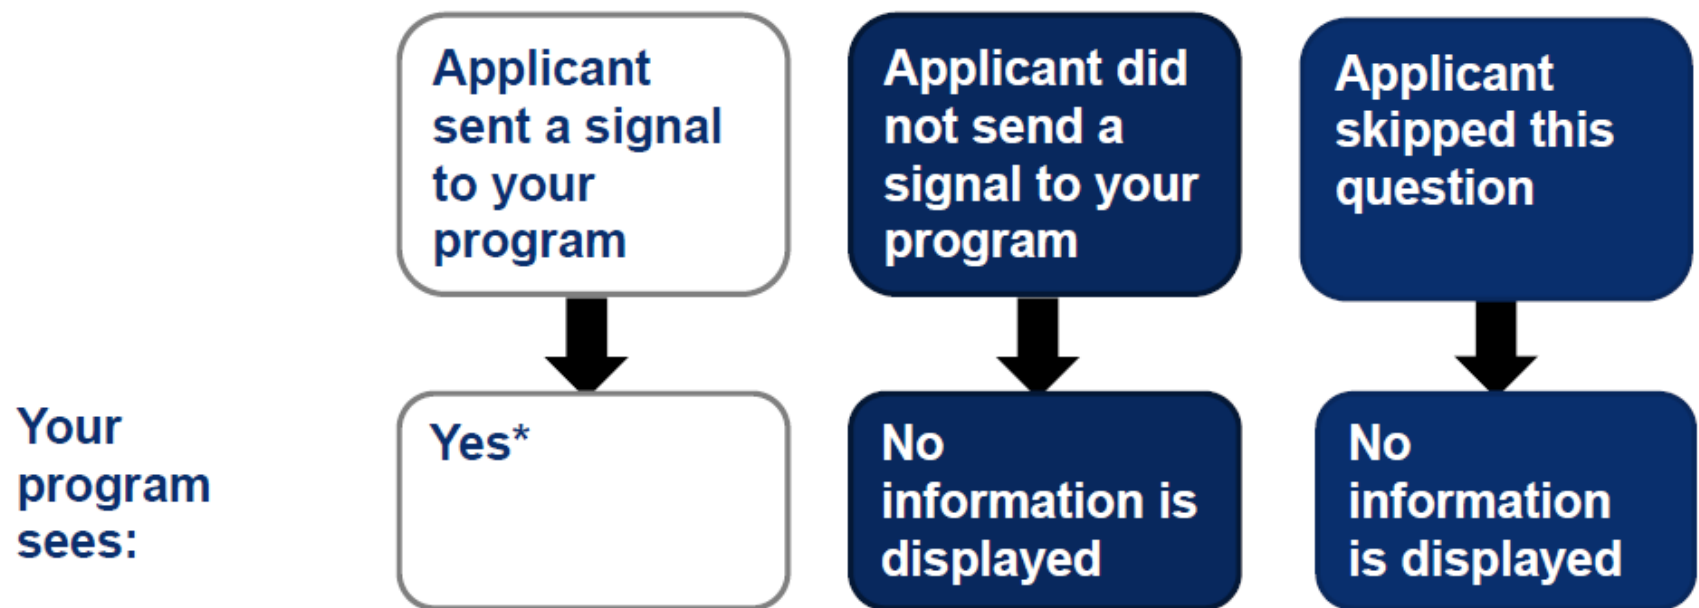 Applicant
sent a signal
to your
program
Applicant did
not send a
signal to your
program
Applicant
skipped this
question
Your
program
sees:
Yes*
No
information is
displayed
No
information
is displayed